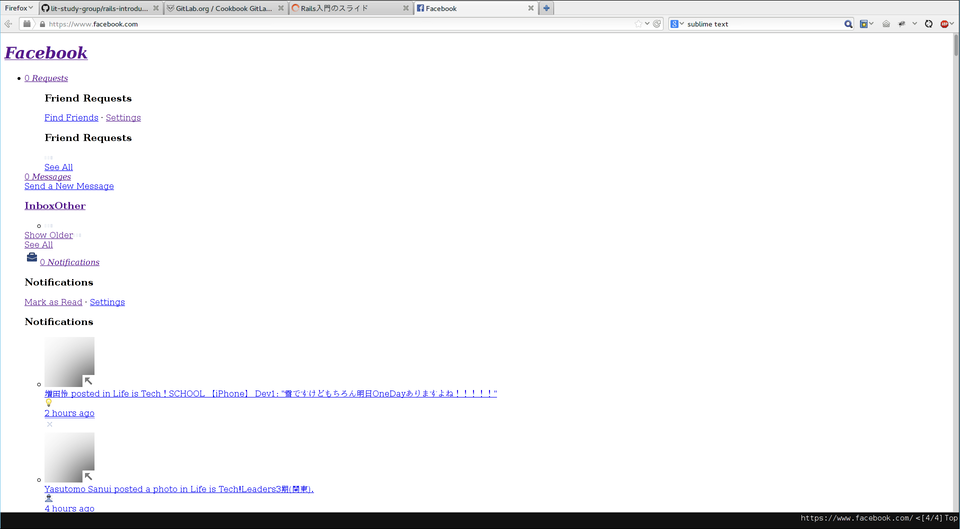 Firefox
lit-study-group/rails-introdu...
GitLab.org / Cookbook GitLa...
Rails入門のスライド
Facebook
https://www.facebook.com
sublime text
Facebook
0 Requests
Friend Requests
Find Friends · Settings
Friend Requests
See All
0 Messages
Send a New Message
InboxOther
Show Older
See All
0 Notifications
Notifications
Mark as Read · Settings
Notifications
posted in Life is Tech ! SCHOOL 【iPhone】 Dev1: "雪ですけどもちろん明日OneDayありますよね！！！！！"
2 hours ago
Yasutomo Sanui posted a photo in Life is Tech!Leaders3期(関東).
4 hours ago
https://www.facebook.com/ <[4/4] Top